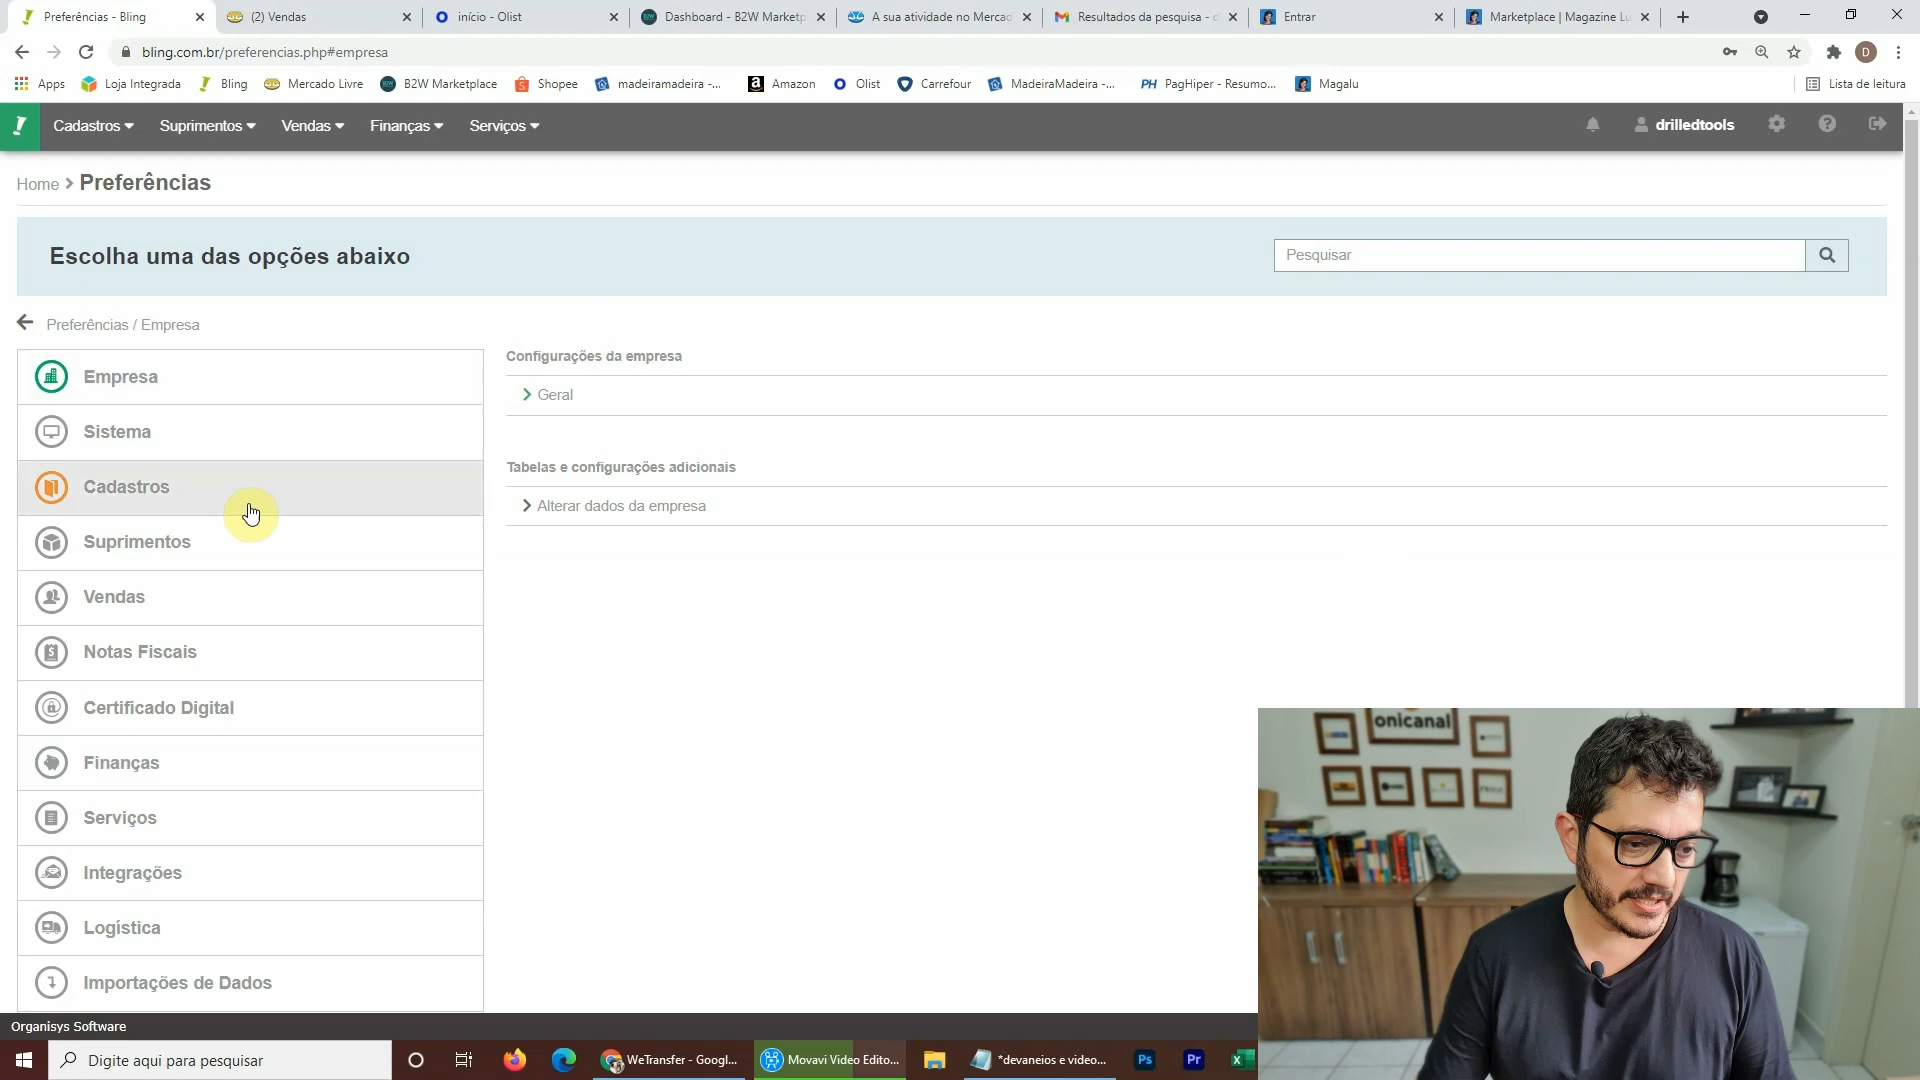 Preferências - Bling
(2) Vendas
início - Olist
Dashboard - B2W Marketp
A sua atividade no Mercad
Resultados da pesquisa - d
Entrar
Marketplace | Magazine Lu
bling.com.br/preferencias.php#empresa
D
Apps
Loja Integrada
Bling
Mercado Livre
B2W Marketplace
Shopee
madeiramadeira -...
Amazon
Olist
Carrefour
MadeiraMadeira -...
PH PagHiper - Resumo...
Magalu
Lista de leitura
Cadastros
Suprimentos
Vendas
Finanças
Serviços
drilledtools
Home > Preferências
Escolha uma das opções abaixo
Pesquisar
Preferências / Empresa
Empresa
Sistema
Cadastros
Suprimentos
Vendas
Notas Fiscais
Certificado Digital
Finanças
Serviços
Integrações
Logística
Importações de Dados
Configurações da empresa
Geral
Tabelas e configurações adicionais
Alterar dados da empresa
onicanal
Organisys Software
Digite aqui para pesquisar
WeTransfer - Googl...
Movavi Video Edito...
*devaneios e video...
Ps
Pr